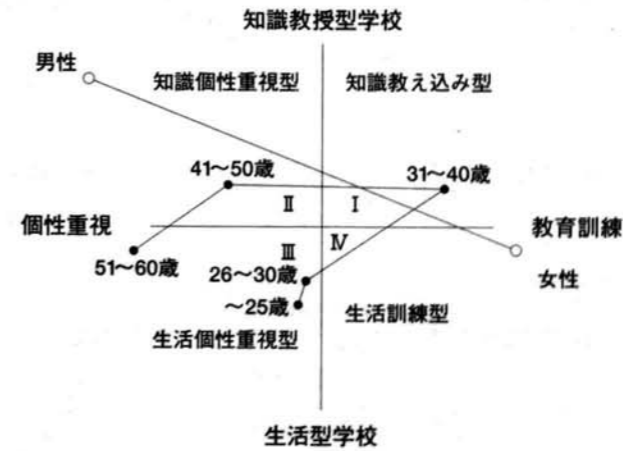 知識教授型学校
男性
知識個性重視型
知識教え込み型
41～50歳
31～40歳
Ⅱ
Ⅰ
個性重視
教育訓練
Ⅲ
Ⅳ
51～60歳
26～30歳
女性
～25歳
生活訓練型
生活個性重視型
生活型学校